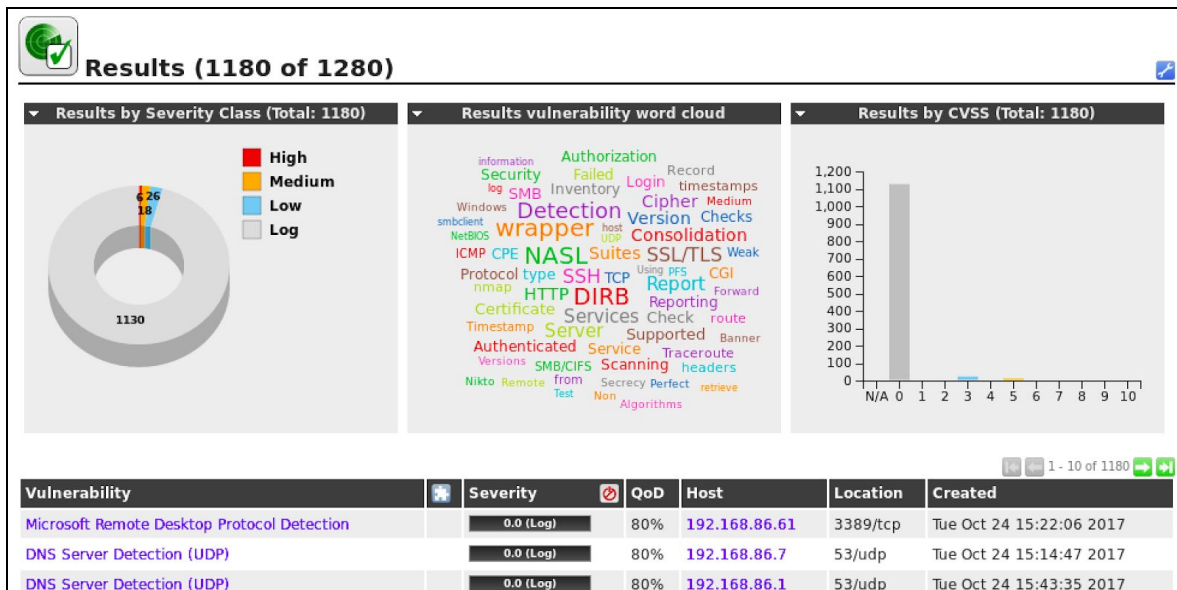 Results (1180 of 1280)
Results by Severity Class (Total: 1180)
High
Medium
Low
Log
6 26
18
1130
Results vulnerability word cloud
information Authorization
Security Failed Record
log SMB Inventory Login timestamps
Windows Detection Cipher Medium
smbclient wrapper host Version Checks
NetBIOS UDP Consolidation
ICMP CPE NASL Suites SSL/TLS Weak
Protocol type SSH TCP Using PFS CGI
nmap HTTP DIRB Report Forward
Certificate Reporting
Services Check route
Timestamp Server Supported Banner
Authenticated Service Traceroute
Versions SMB/CIFS Scanning headers
Nikto Remote from Secrecy Perfect retrieve
Test Non Algorithms
Results by CVSS (Total: 1180)
1,200
1,100
1,000
900
800
700
600
500
400
300
200
100
0
N/A 0 1 2 3 4 5 6 7 8 9 10
1 - 10 of 1180
Vulnerability Severity QoD Host Location Created
Microsoft Remote Desktop Protocol Detection 0.0 (Log) 80% 192.168.86.61 3389/tcp Tue Oct 24 15:22:06 2017
DNS Server Detection (UDP) 0.0 (Log) 80% 192.168.86.7 53/udp Tue Oct 24 15:14:47 2017
DNS Server Detection (UDP) 0.0 (Log) 80% 192.168.86.1 53/udp Tue Oct 24 15:43:35 2017